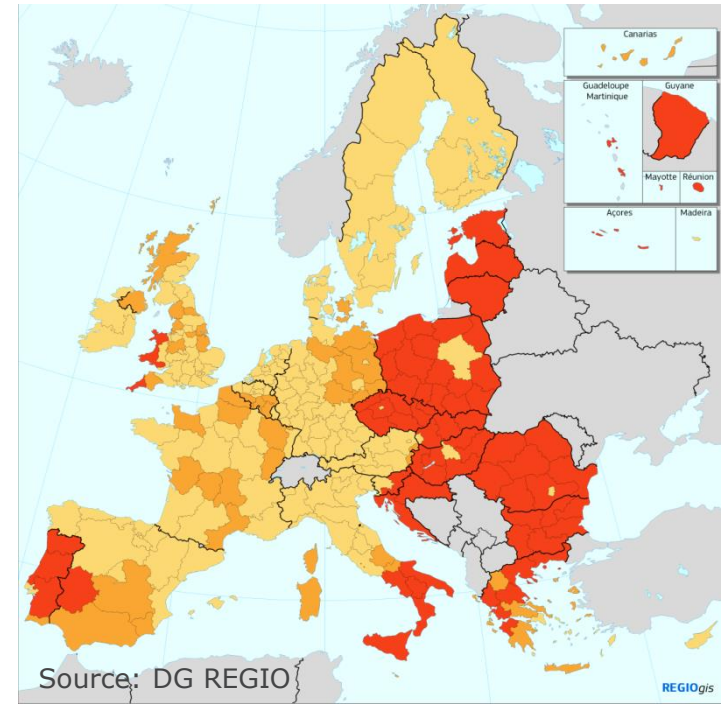 Canarias
Guadeloupe
Martinique
Guyane
Mayotte
Réunion
Açores
Madeira
Source: DG REGIO
REGIOgis